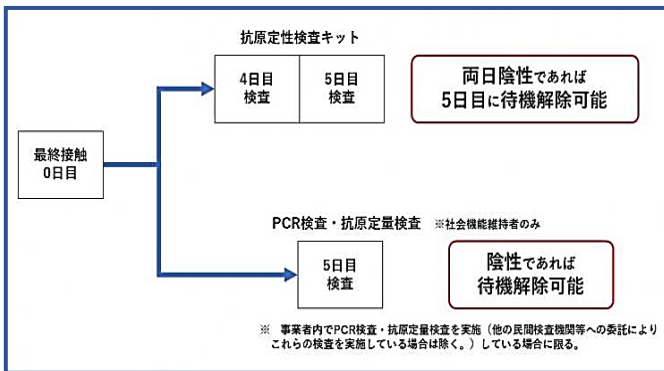 抗原定性検査キット
4日目
検査
5日目
検査
両日陰性であれば
5日目に待機解除可能
最終接触
0日目
PCR検査・抗原定量検査 ※社会機能維持者のみ
5日目
検査
陰性であれば
待機解除可能
※ 事業者内でPCR検査・抗原定量検査を実施(他の民間検査機関等への委託により
これらの検査を実施している場合は除く。)している場合に限る。